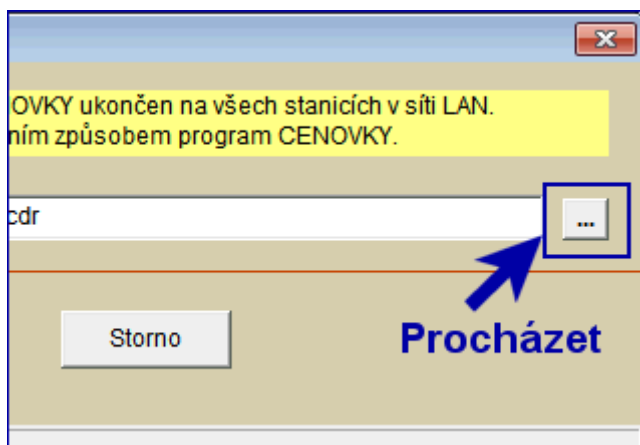 OVKY ukončen na všech stanicích v síti LAN.
ním způsobem program CENOVKY.
cdr
...
Storno
Procházet